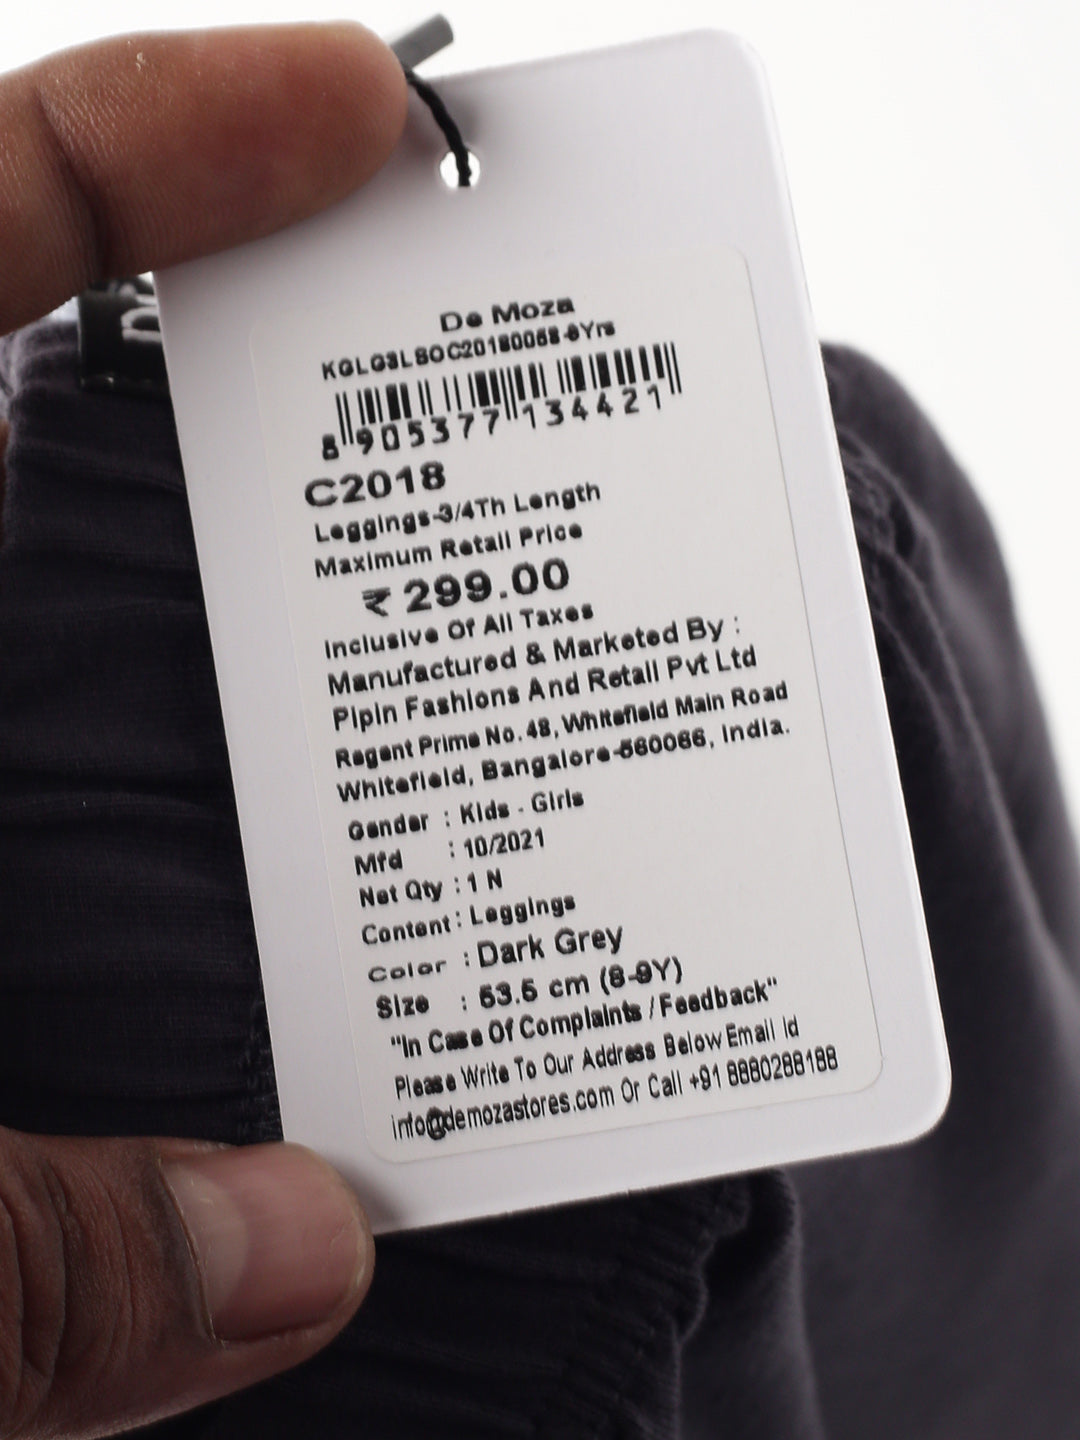 De Moza
KGLG3LSOC20180058-9Yrs
8 905377 134421
C2018
Leggings-3/4Th Length
Maximum Retail Price
₹ 299.00
Inclusive Of All Taxes
Manufactured & Marketed By :
Pipin Fashions And Retail Pvt Ltd
Regent Prime No. 48, Whitefield Main Road
Whitefield, Bangalore-560066, India.
Gender : Kids - Girls
Mfd : 10/2021
Net Qty : 1 N
Content : Leggings
Color : Dark Grey
Size : 53.5 cm (8-9Y)
"In Case Of Complaints / Feedback"
Please Write To Our Address Below Email id
info@demozastores.com Or Call +91 8880288188